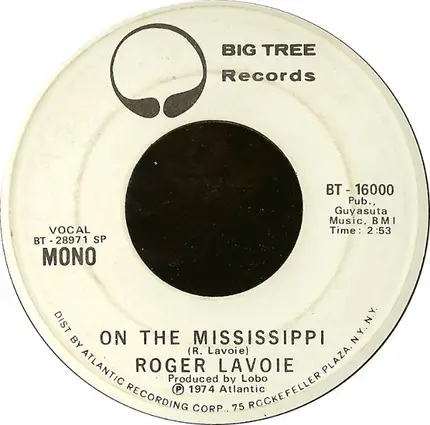 BIG TREE
Records
BT - 16000
Pub.,
Guyasuta
Music, BMI
Time: 2:53
VOCAL
BT - 28971 SP
MONO
ON THE MISSISSIPPI
(R. Lavoie)
ROGER LAVOIE
Produced by Lobo
Ⓟ 1974 Atlantic
DIST BY ATLANTIC RECORDING CORP., 75 ROCKEFELLER PLAZA, N.Y. N.Y.